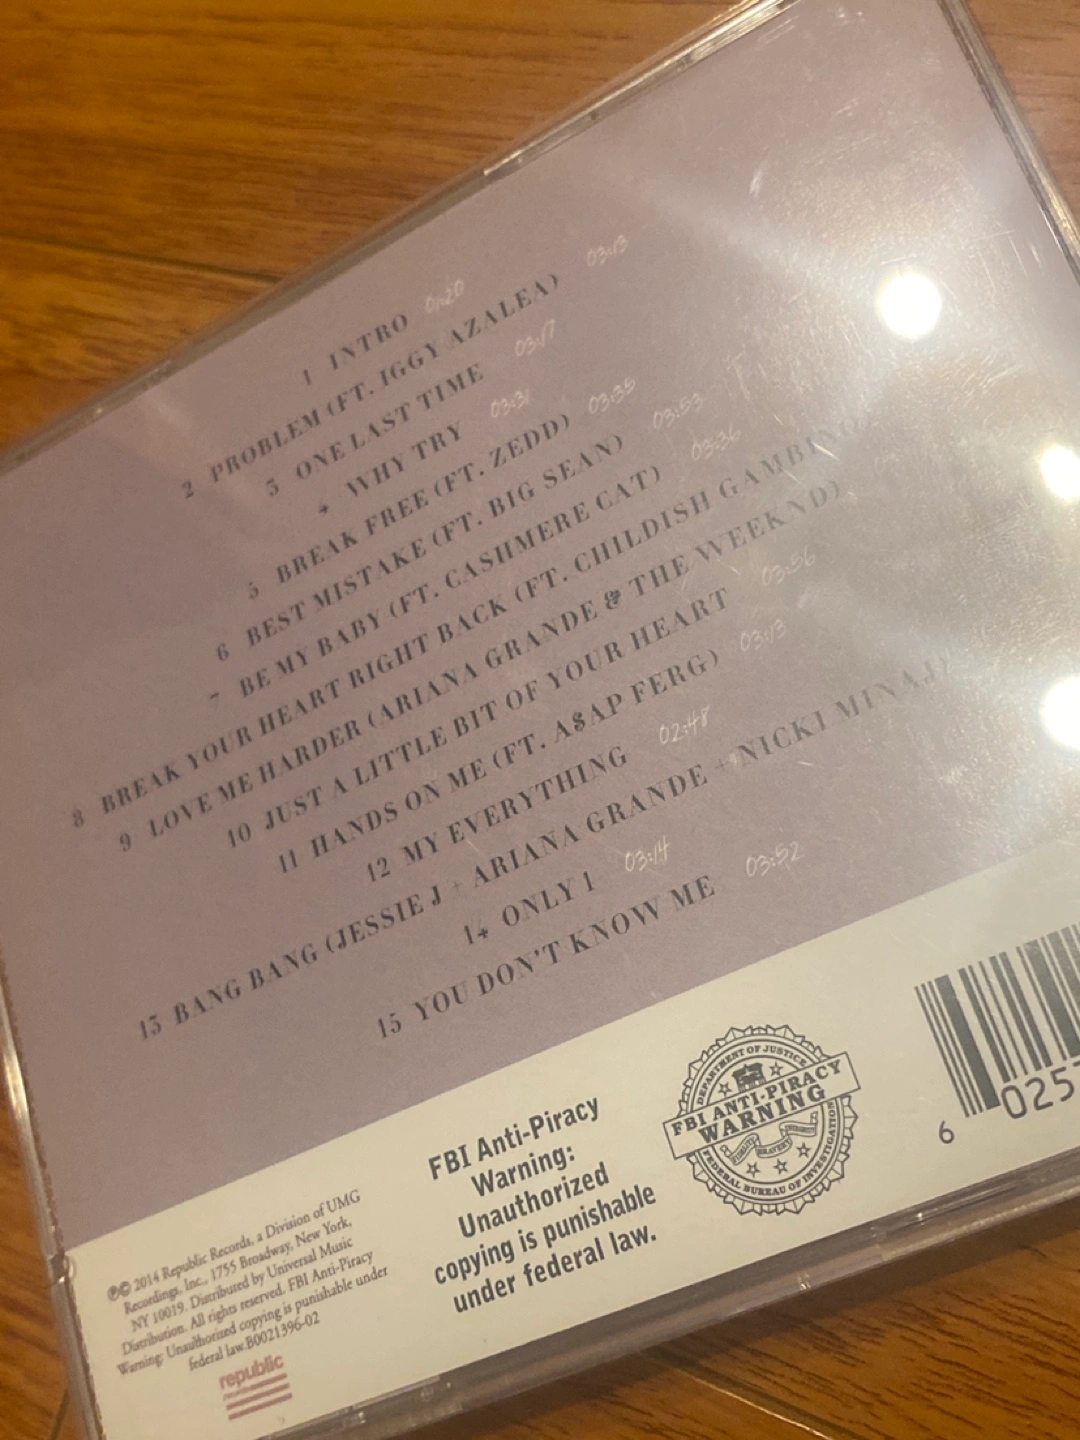 1 INTRO 01:20
2 PROBLEM (FT. IGGY AZALEA) 03:13
3 ONE LAST TIME 03:17
4 WHY TRY 03:31
5 BREAK FREE (FT. ZEDD) 03:35
6 BEST MISTAKE (FT. BIG SEAN) 03:53
7 BE MY BABY (FT. CASHMERE CAT) 03:36
8 BREAK YOUR HEART RIGHT BACK (FT. CHILDISH GAMBINO)
9 LOVE ME HARDER (ARIANA GRANDE & THE WEEKND)
10 JUST A LITTLE BIT OF YOUR HEART 03:56
11 HANDS ON ME (FT. A$AP FERG) 03:13
12 MY EVERYTHING 02:48
13 BANG BANG (JESSIE J + ARIANA GRANDE + NICKI MINAJ)
14 ONLY 1 03:14
15 YOU DON'T KNOW ME 03:52
℗© 2014 Republic Records, a Division of UMG
Recordings, Inc., 1755 Broadway, New York,
NY 10019. Distributed by Universal Music
Distribution. All rights reserved. FBI Anti-Piracy
Warning: Unauthorized copying is punishable under
federal law.B0021396-02
republic
FBI Anti-Piracy
Warning:
Unauthorized
copying is punishable
under federal law.
DEPARTMENT OF JUSTICE
FBI ANTI-PIRACY
WARNING
FIDELITY BRAVERY INTEGRITY
FEDERAL BUREAU OF INVESTIGATION
6 025